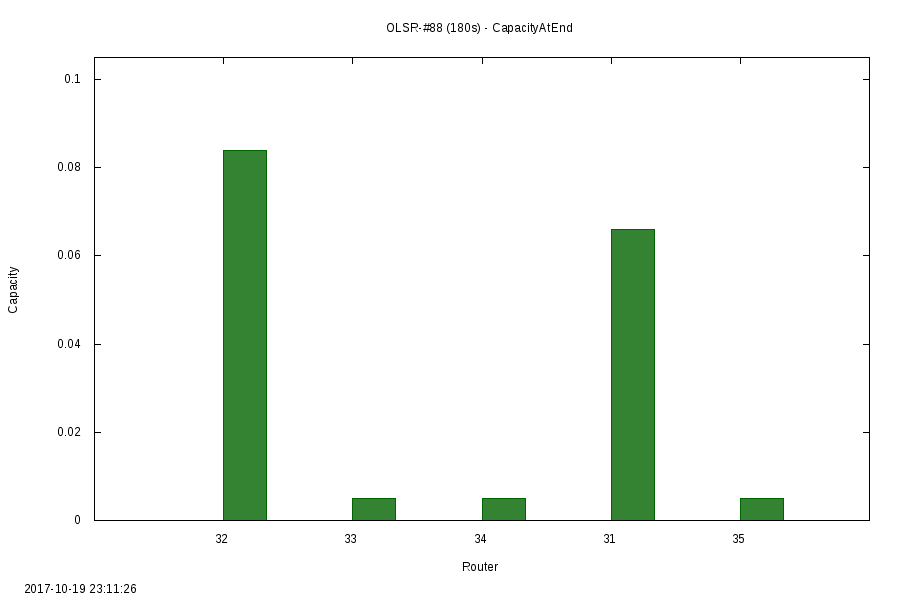 OLSR-#88 (180s) - CapacityAtEnd
0.1
0.08
0.06
0.04
0.02
0
Capacity
32 33 34 31 35
Router
2017-10-19 23:11:26